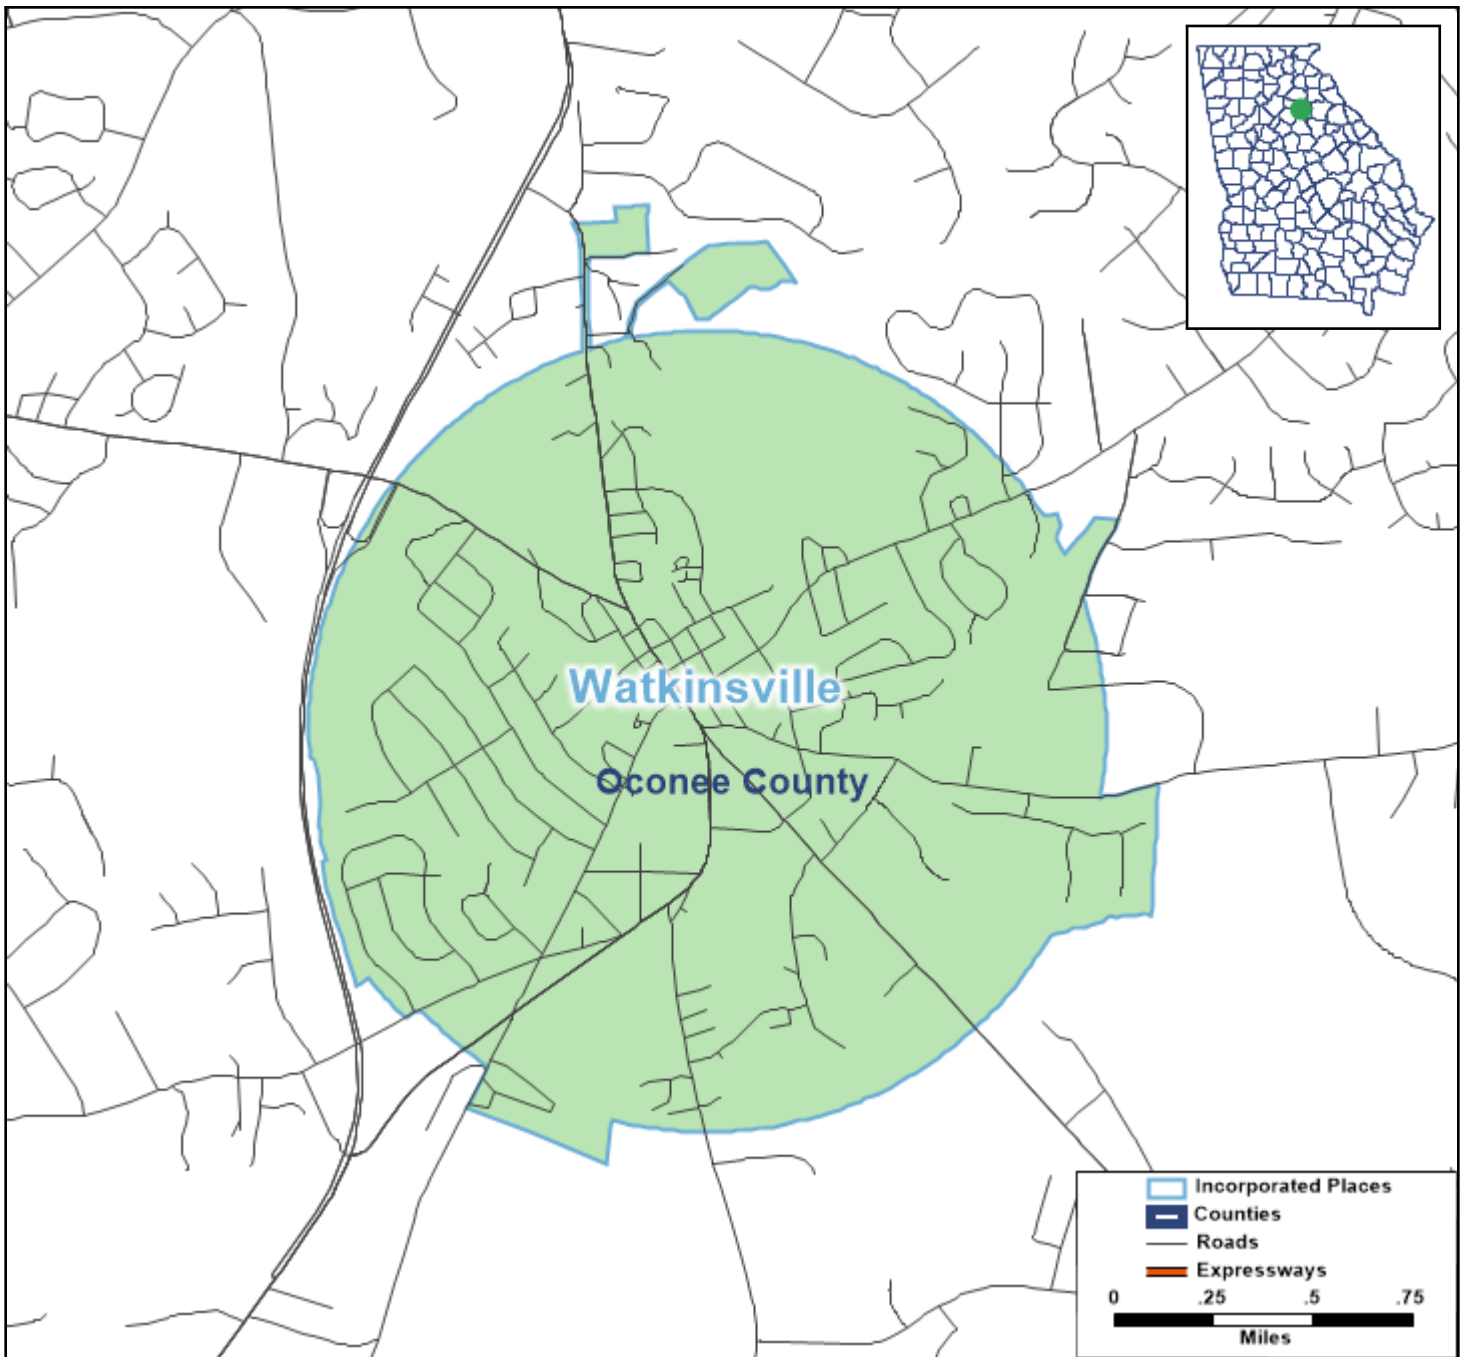 Watkinsville
Oconee County
Incorporated Places
Counties
Roads
Expressways
0 .25 .5 .75
Miles